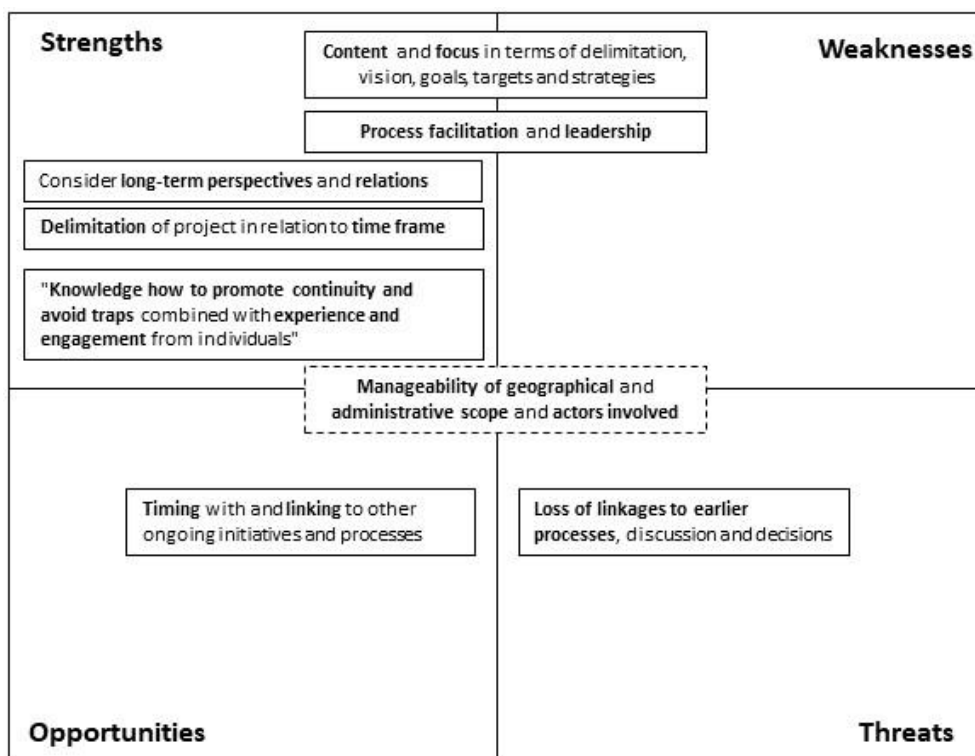 Strengths
Content and focus in terms of delimitation,
vision, goals, targets and strategies
Weaknesses
Process facilitation and leadership
Consider long-term perspectives and relations
Delimitation of project in relation to time frame
"Knowledge how to promote continuity and
avoid traps combined with experience and
engagement from individuals"
Manageability of geographical and
administrative scope and actors involved
Timing with and linking to other
ongoing initiatives and processes
Loss of linkages to earlier
processes, discussion and decisions
Opportunities
Threats